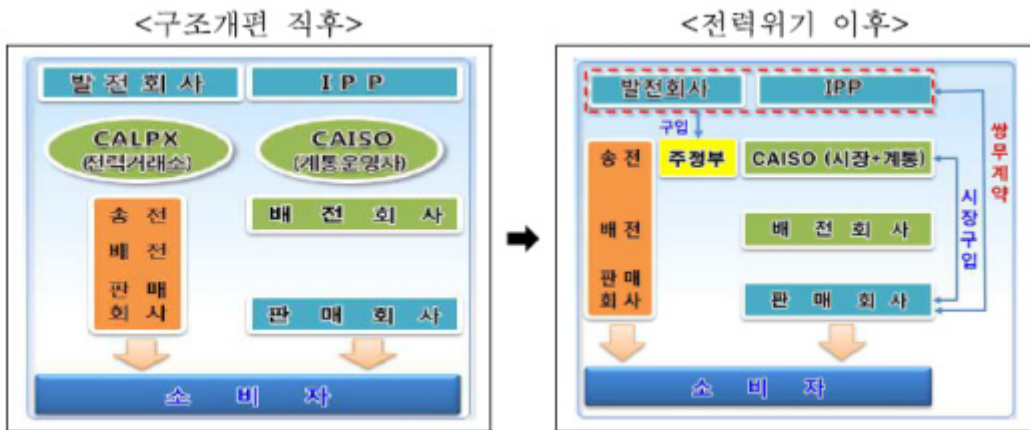 <구조개편 직후>
발전회사
IPP
CALPX
(전력거래소)
CAISO
(계통운영사)
송 전
배 전
판 매
회 사
배 전 회 사
판 매 회 사
소 비 자
<전력위기 이후>
발전회사
IPP
구입
송 전
배 전
판 매
회 사
주정부
CAISO (시장+계통)
배 전 회 사
판 매 회 사
시장구입
쌍무계약
소 비 자